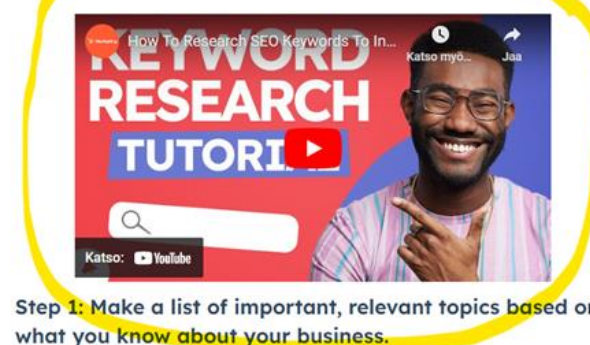 How To Research SEO Keywords To In...
Katso myö...
Jaa
KEYWORD
RESEARCH
TUTORIAL
Katso: YouTube
Step 1: Make a list of important, relevant topics based on
what you know about your business.